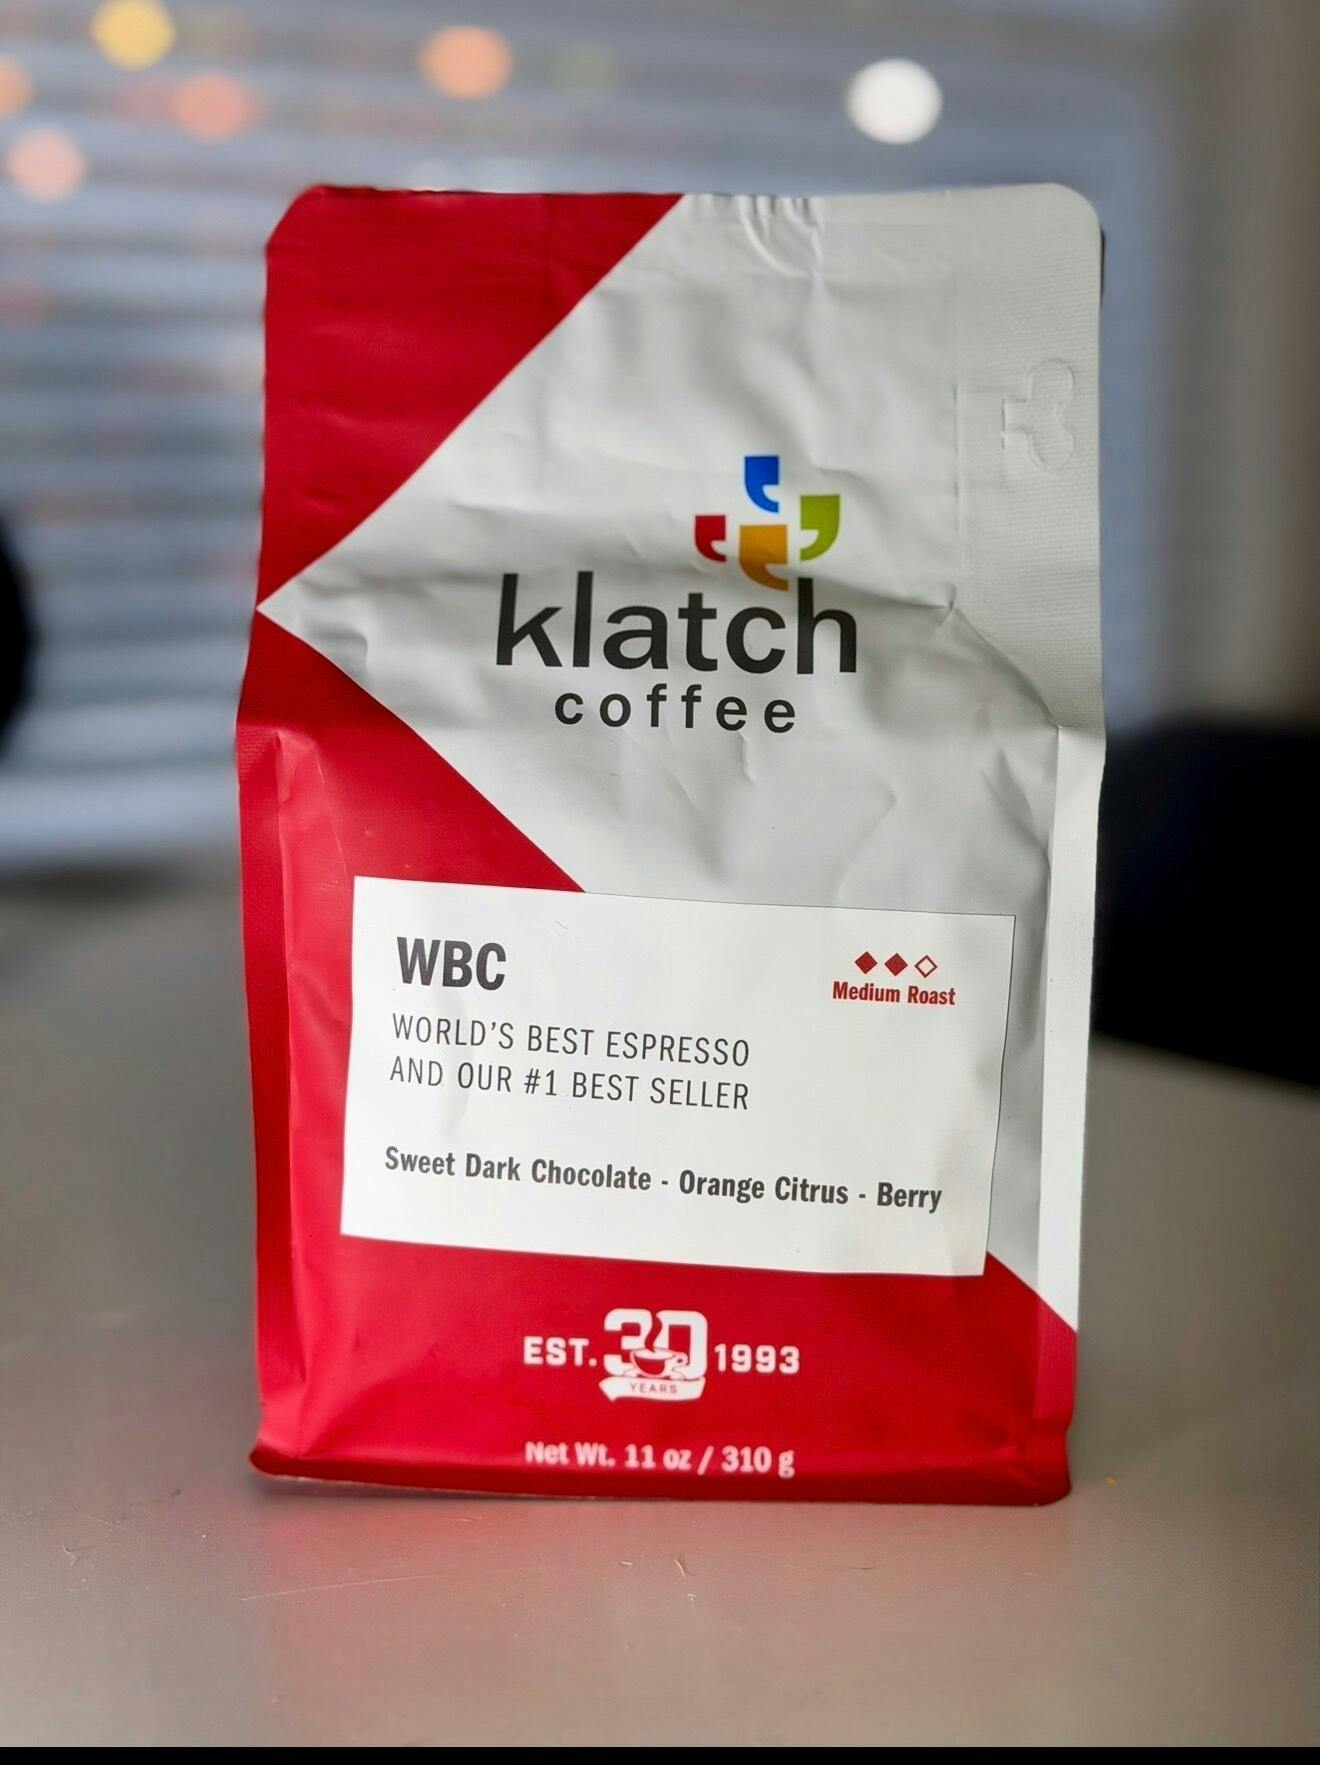 klatch
coffee
WBC
Medium Roast
WORLD'S BEST ESPRESSO
AND OUR #1 BEST SELLER
Sweet Dark Chocolate - Orange Citrus - Berry
EST. 30 1993
YEARS
Net Wt. 11 oz / 310 g